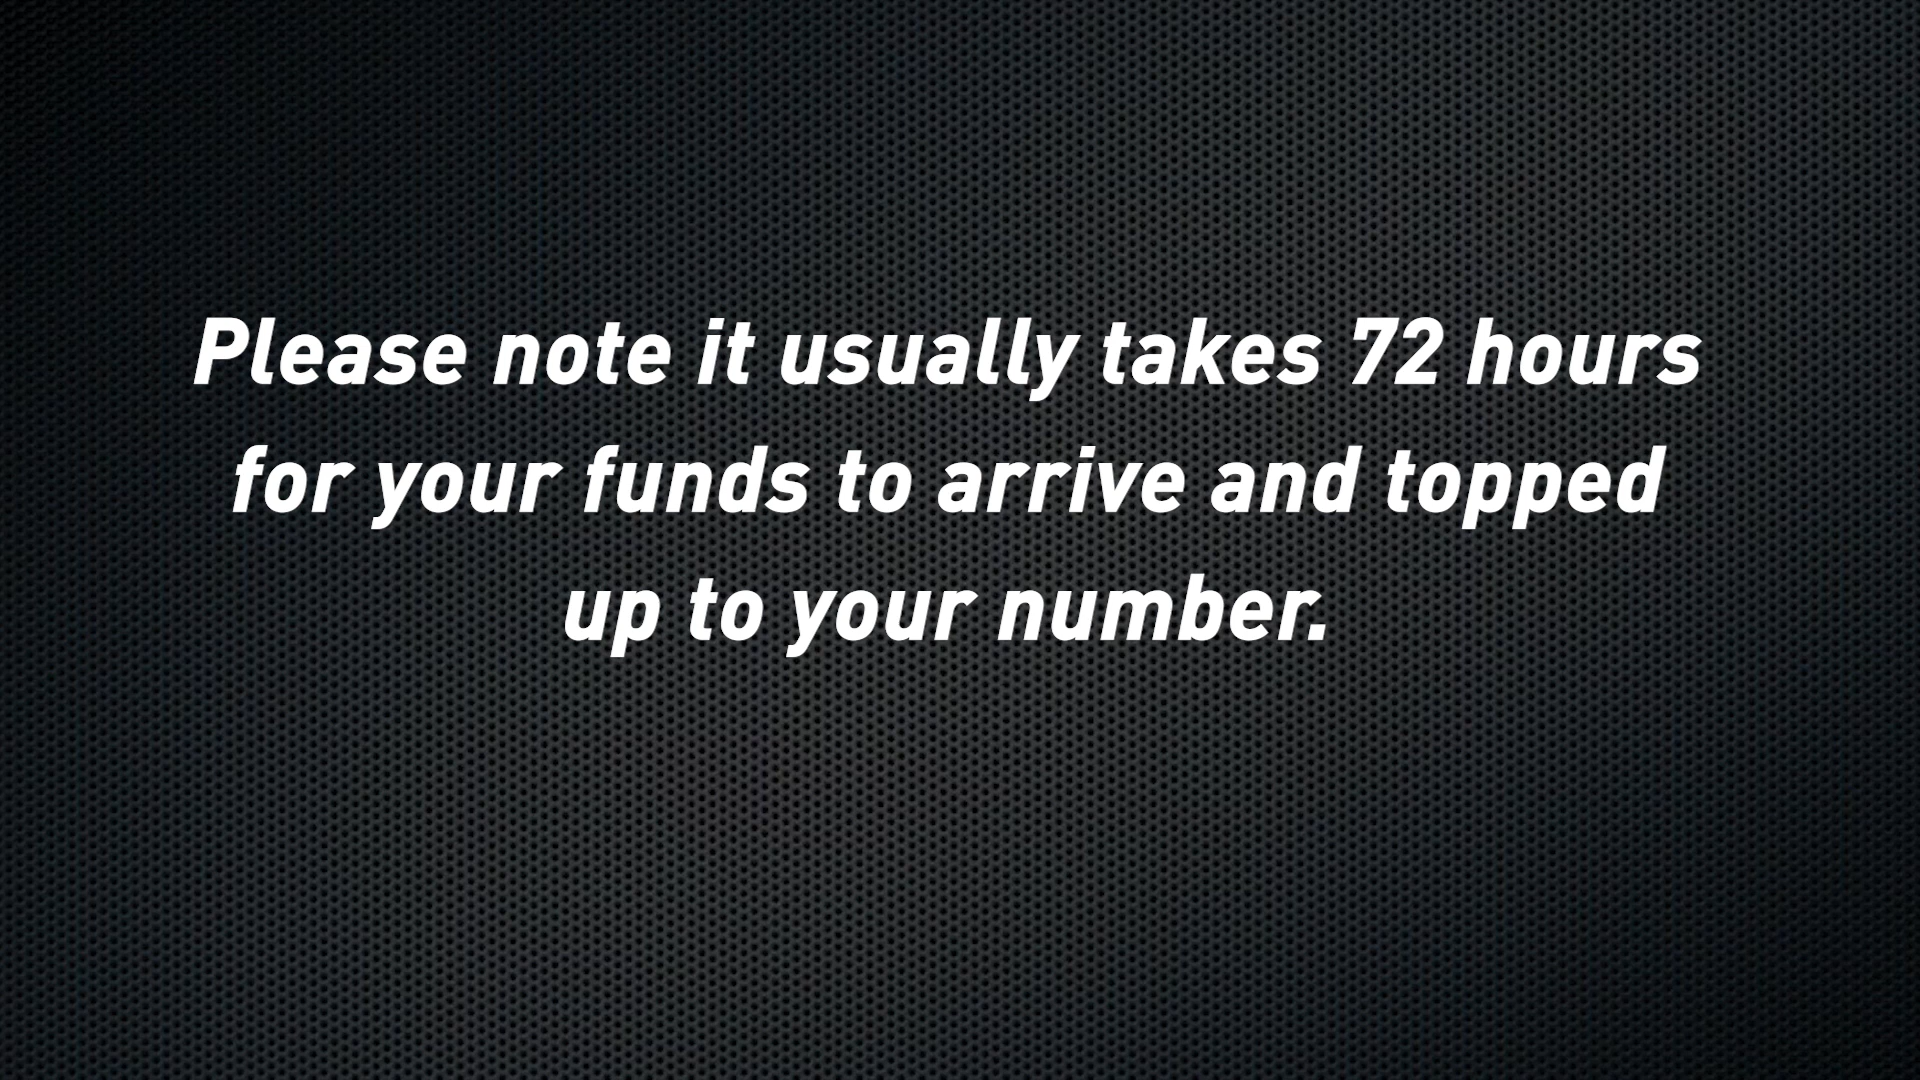 Please note it usually takes 72 hours
for your funds to arrive and topped
up to your number.